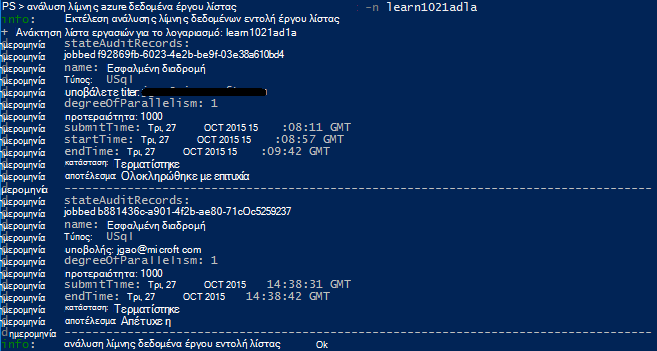 PS > ανάλυση λίμνης azure δεδομένα έργου λίστας -n learn1021adla
info: Εκτέλεση ανάλυσης λίμνης δεδομένων εντολή έργου λίστας
+ Ανάκτηση λίστα εργασιών για το λογαριασμό: learn1021ad1a
ημερομηνία stateAuditRecords:
ημερομηνία jobbed f92869fb-6023-4e2b-be9f-03e38a610bd4
ημερομηνία name: Εσφαλμένη διαδρομή
ημερομηνία Τύπος: USql
ημερομηνία υποβάλετε titer:
ημερομηνία degreeOfParallelism: 1
ημερομηνία προτεραιότητα: 1000
ημερομηνία submitTime: Τρι, 27 OCT 2015 15 :08:11 GMT
ημερομηνία startTime: Τρι, 27 OCT 2015 15 :08:57 GMT
ημερομηνία endTime: Τρι, 27 OCT 2015 15 :09:42 GMT
ημερομηνία κατάσταση: Τερματίστηκε
ημερομηνία αποτέλεσμα Ολοκληρώθηκε με επιτυχία
ημερομηνία ----------------------------------------------------------------
ημερομηνία stateAuditRecords:
ημερομηνία jobbed b881436c-a901-4f2b-ae80-71cOc5259237
ημερομηνία name: Εσφαλμένη διαδρομή
ημερομηνία Τύπος: USql
ημερομηνία υποβολής: jgao@microft com
ημερομηνία degreeOfParallelism: 1
ημερομηνία προτεραιότητα: 1000
ημερομηνία submitTime: Τρι, 27 OCT 2015 14:38:31 GMT
ημερομηνία endTime: Τρι, 27 OCT 2015 14:38:42 GMT
ημερομηνία κατάσταση: Τερματίστηκε
ημερομηνία αποτέλεσμα Απέτυχε η
ημερομηνία ----------------------------------------------------------------
info: ανάλυση λίμνης δεδομένα έργου εντολή λίστας Ok